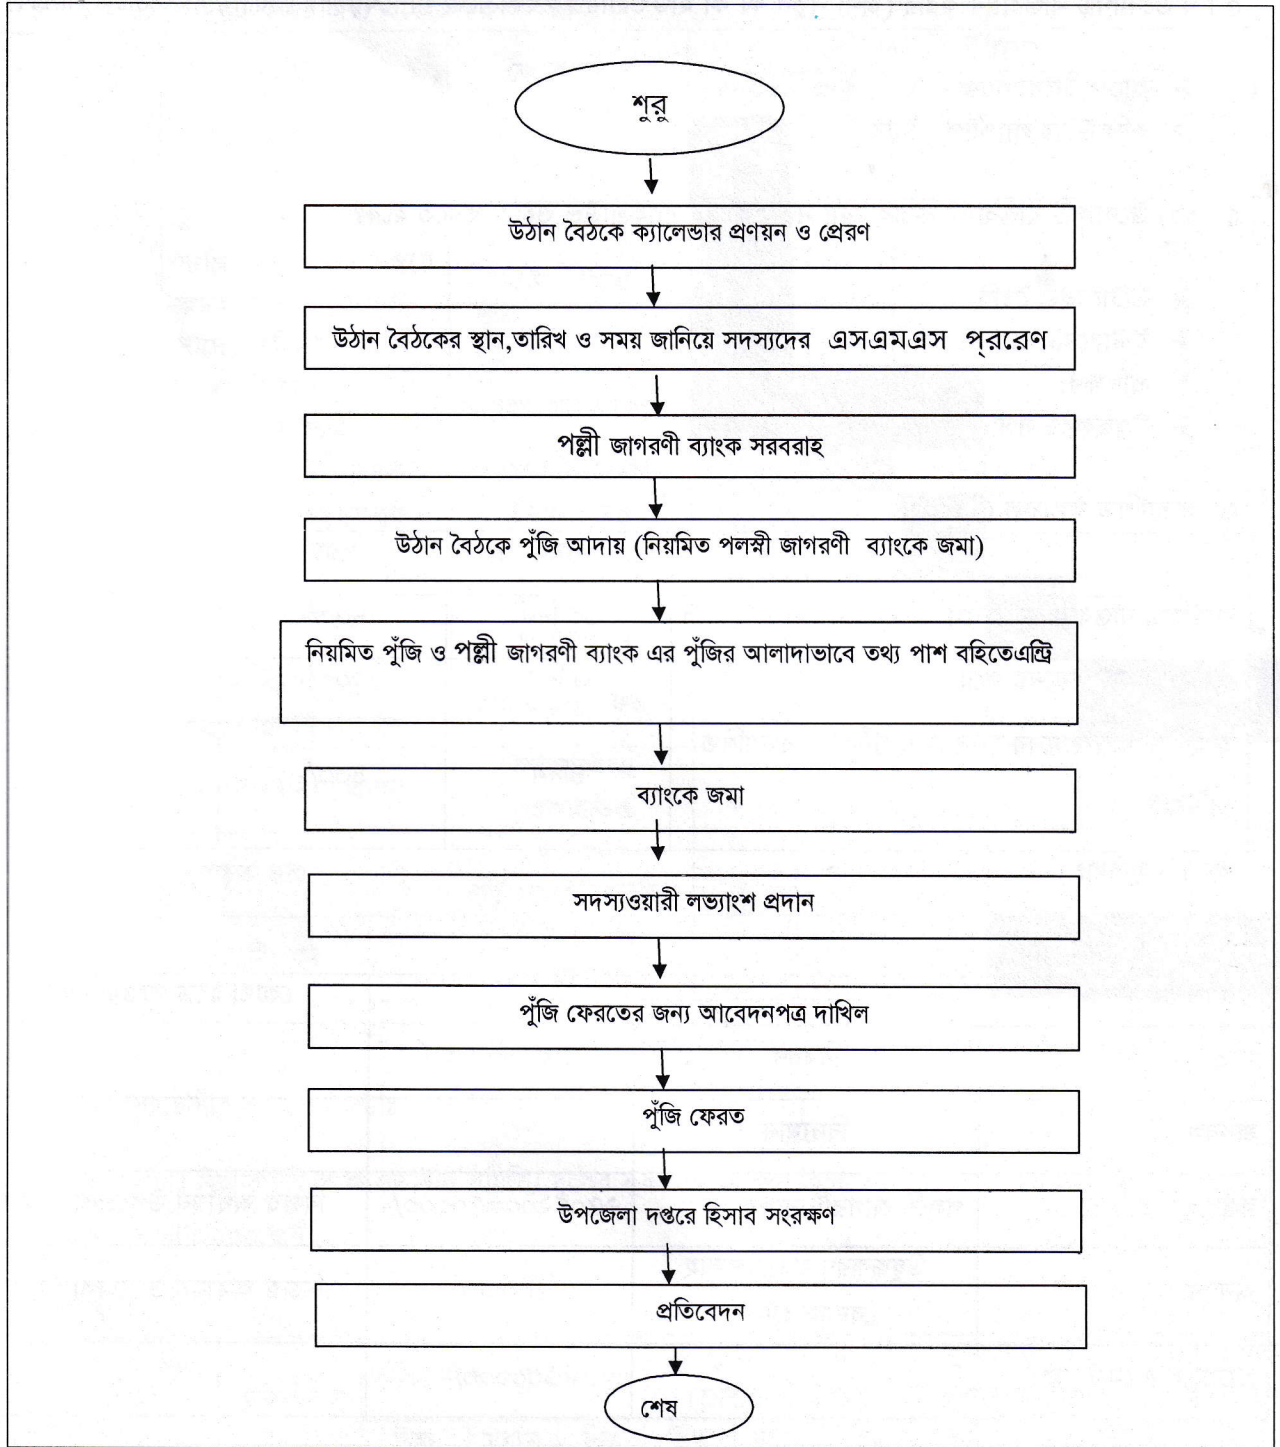 শুরু
উঠান বৈঠকে ক্যালেন্ডার প্রণয়ন ও প্রেরণ
উঠান বৈঠকের স্থান,তারিখ ও সময় জানিয়ে সদস্যদের এসএমএস প্ররেণ
পল্লী জাগরণী ব্যাংক সরবরাহ
উঠান বৈঠকে পুঁজি আদায় (নিয়মিত পলস্নী জাগরণী ব্যাংকে জমা)
নিয়মিত পুঁজি ও পল্লী জাগরণী ব্যাংক এর পুঁজির আলাদাভাবে তথ্য পাশ বহিতেএন্ট্রি
ব্যাংকে জমা
সদস্যওয়ারী লভ্যাংশ প্রদান
পুঁজি ফেরতের জন্য আবেদনপত্র দাখিল
পুঁজি ফেরত
উপজেলা দপ্তরে হিসাব সংরক্ষণ
প্রতিবেদন
শেষ